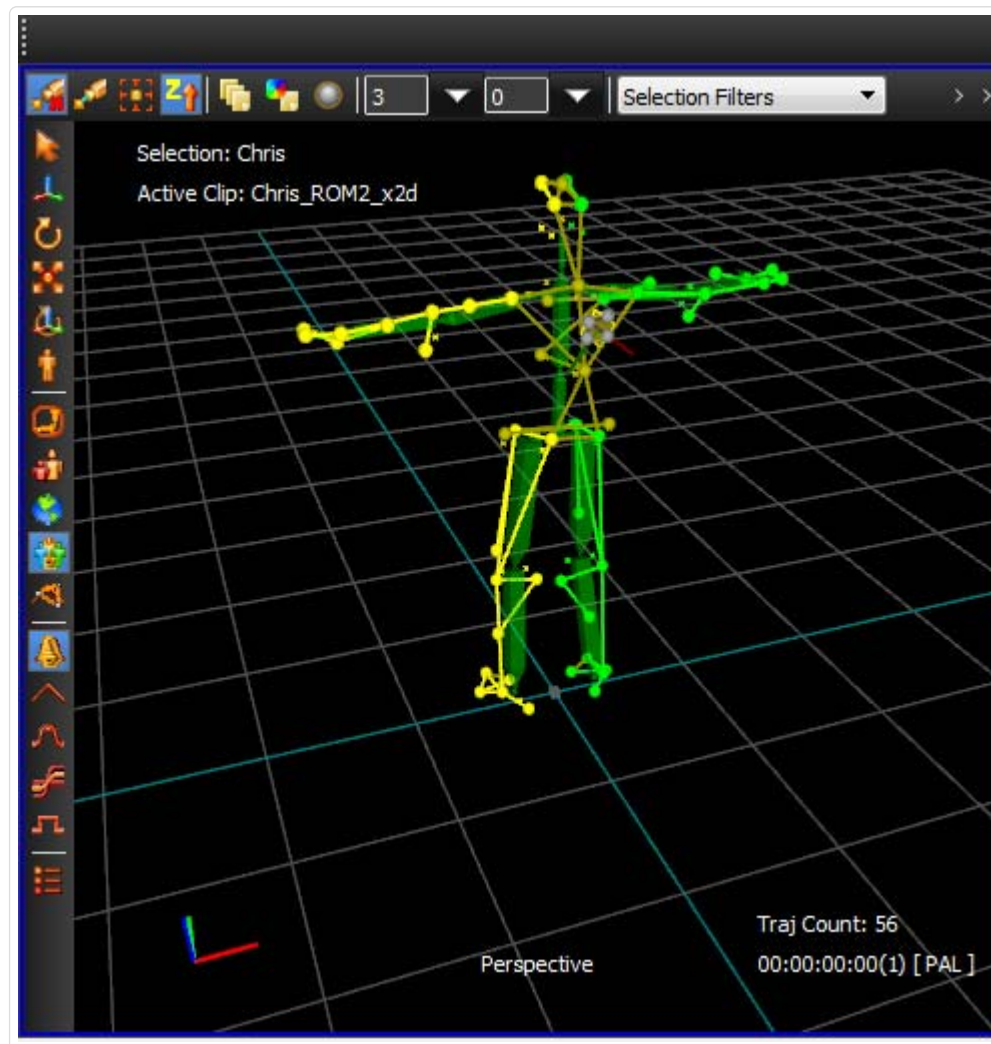 3 0 Selection Filters
Selection: Chris
Active Clip: Chris_ROM2_x2d
Traj Count: 56
Perspective 00:00:00:00(1) [ PAL ]